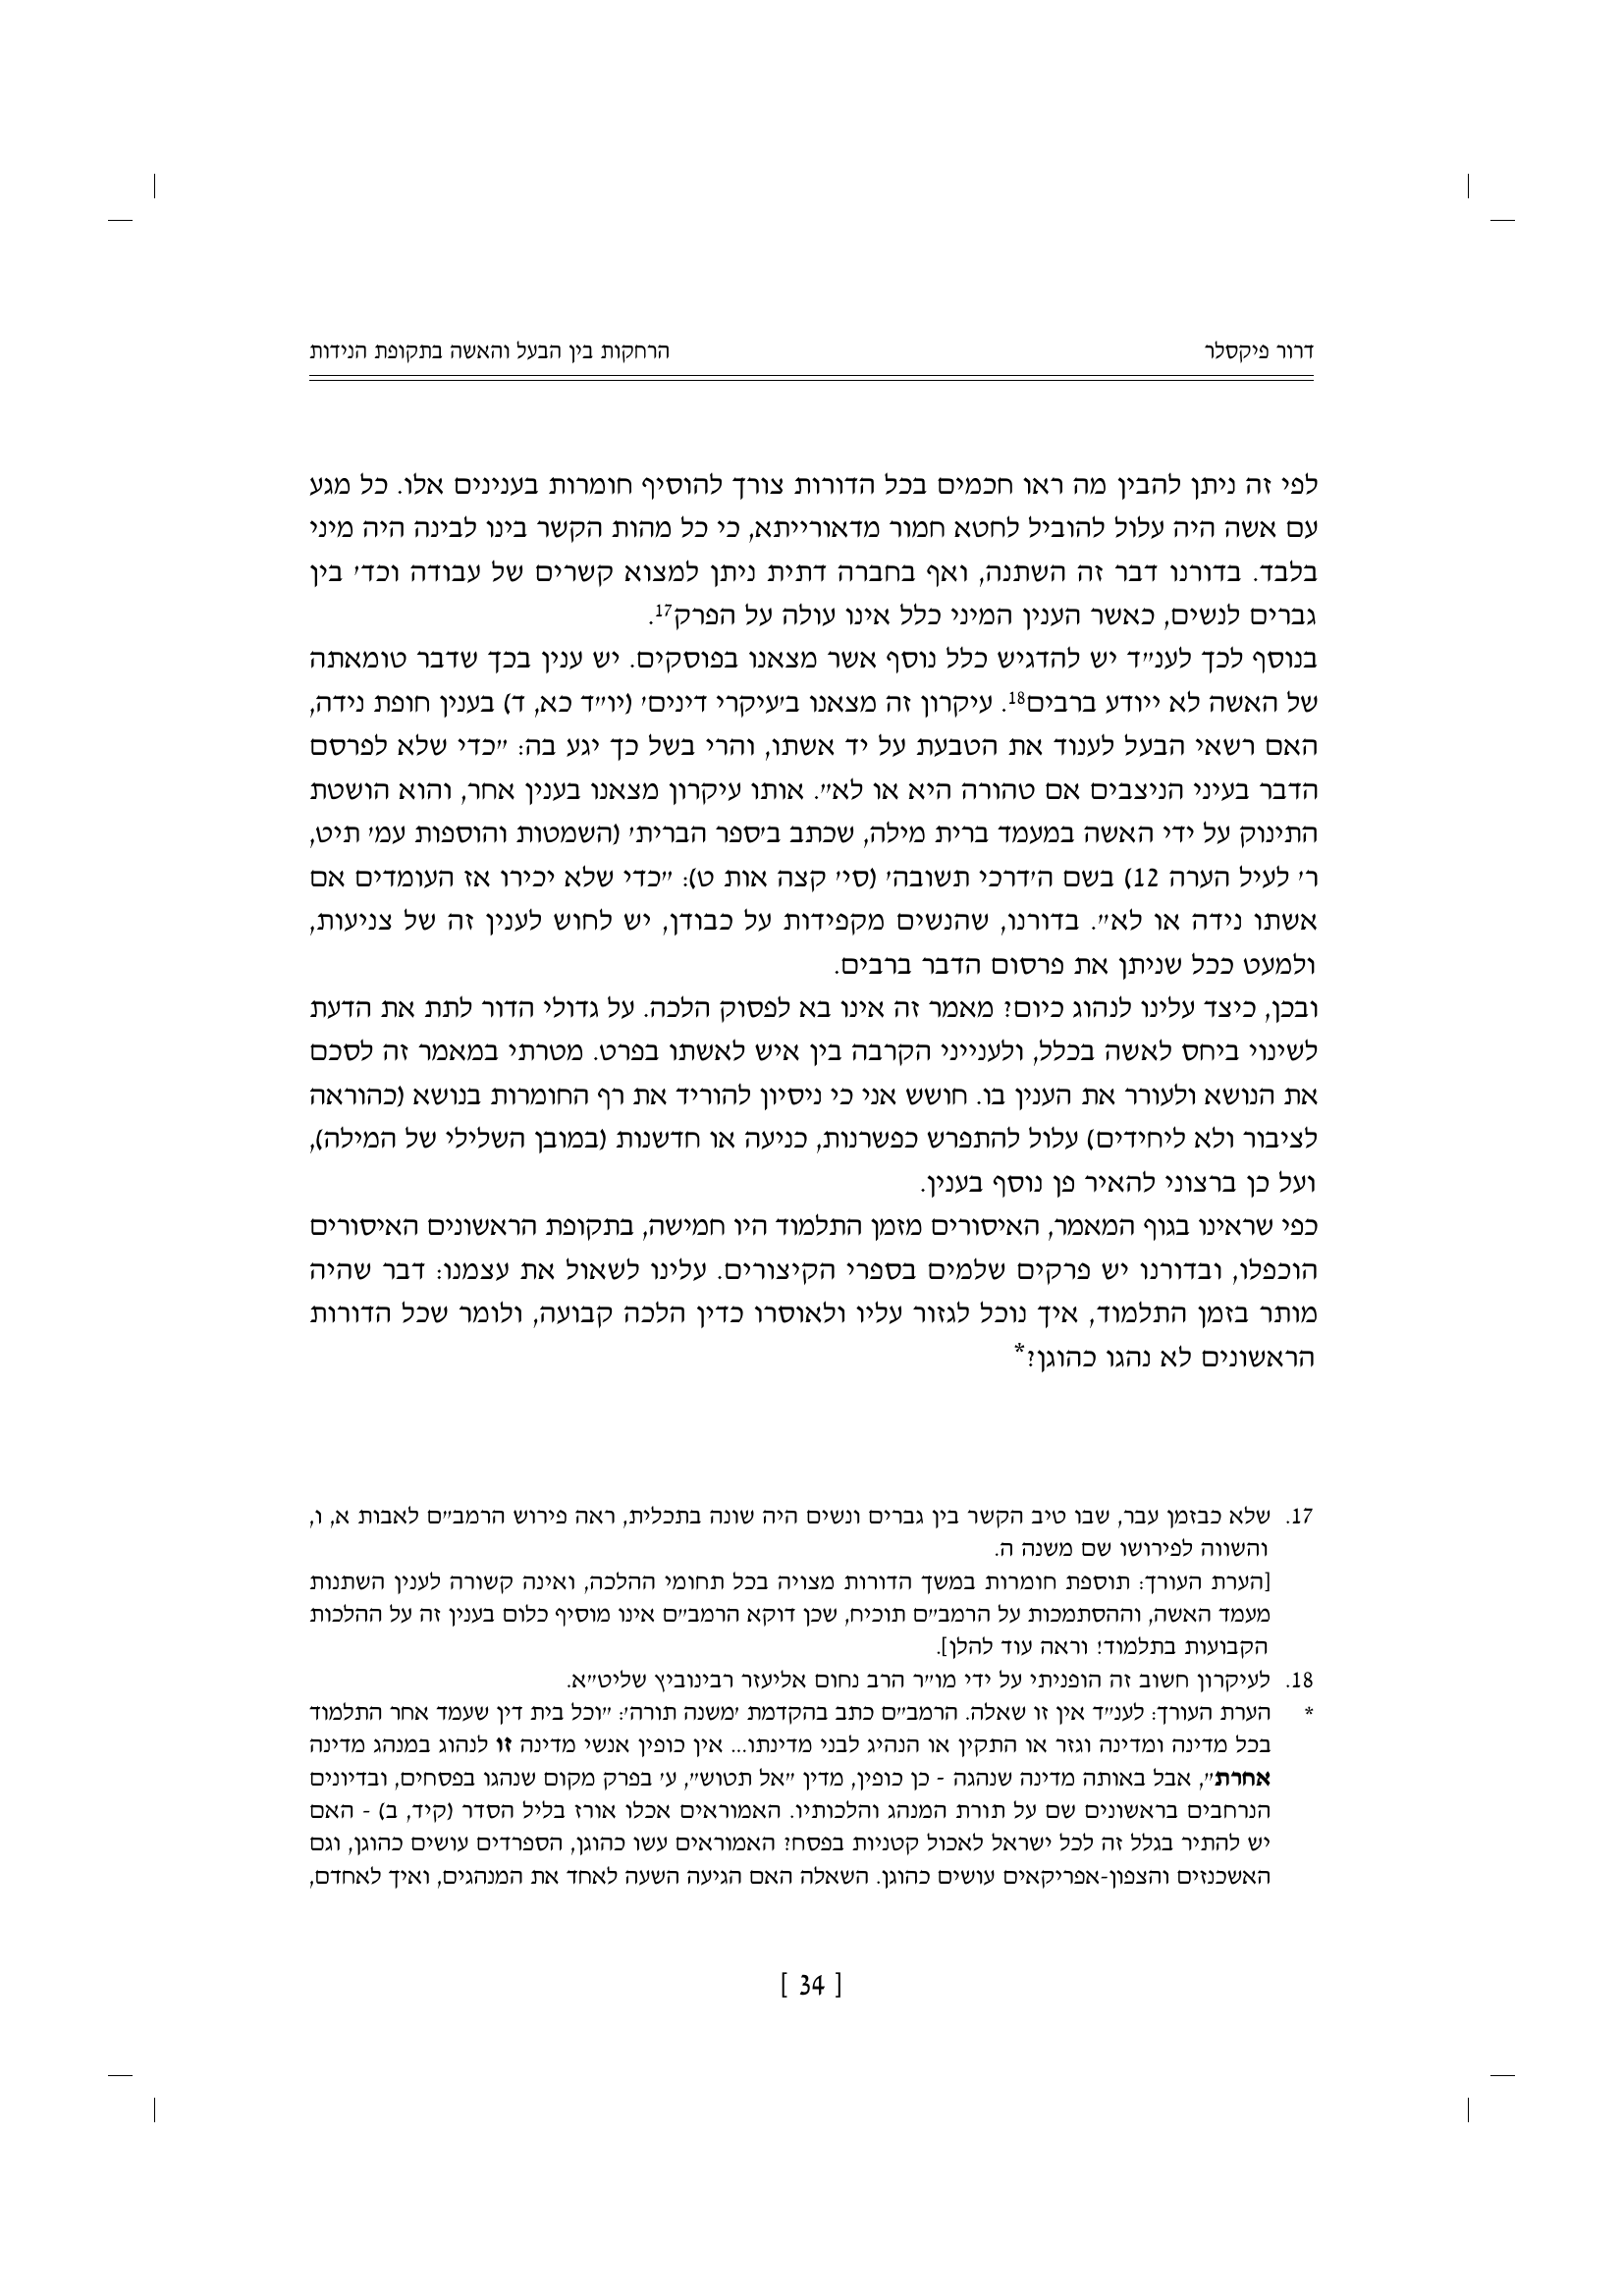 דרור פיקסלר הרחקות בין הבעל והאשה בתקופת הנידות
לפי זה ניתן להבין מה ראו חכמים בכל הדורות צורך להוסיף חומרות בענינים אלו. כל מגע
עם אשה היה עלול להוביל לחטא חמור מדאורייתא, כי כל מהות הקשר בינו לבינה היה מיני
בלבד. בדורנו דבר זה השתנה, ואף בחברה דתית ניתן למצוא קשרים של עבודה וכד׳ בין
גברים לנשים, כאשר הענין המיני כלל אינו עולה על הפרק17.
בנוסף לכך לענ״ד יש להדגיש כלל נוסף אשר מצאנו בפוסקים. יש ענין בכך שדבר טומאתה
של האשה לא ייודע ברבים18. עיקרון זה מצאנו ב׳עיקרי דינים׳ (יו״ד כא, ד) בענין חופת נידה,
האם רשאי הבעל לענוד את הטבעת על יד אשתו, והרי בשל כך יגע בה: ״כדי שלא לפרסם
הדבר בעיני הניצבים אם טהורה היא או לא״. אותו עיקרון מצאנו בענין אחר, והוא הושטת
התינוק על ידי האשה במעמד ברית מילה, שכתב ב׳ספר הברית׳ (השמטות והוספות עמ׳ תיט,
ר׳ לעיל הערה 12) בשם ה׳דרכי תשובה׳ (סי׳ קצה אות ט): ״כדי שלא יכירו אז העומדים אם
אשתו נידה או לא״. בדורנו, שהנשים מקפידות על כבודן, יש לחוש לענין זה של צניעות,
ולמעט ככל שניתן את פרסום הדבר ברבים.
ובכן, כיצד עלינו לנהוג כיום? מאמר זה אינו בא לפסוק הלכה. על גדולי הדור לתת את הדעת
לשינוי ביחס לאשה בכלל, ולענייני הקרבה בין איש לאשתו בפרט. מטרתי במאמר זה לסכם
את הנושא ולעורר את הענין בו. חושש אני כי ניסיון להוריד את רף החומרות בנושא (כהוראה
לציבור ולא ליחידים) עלול להתפרש כפשרנות, כניעה או חדשנות (במובן השלילי של המילה),
ועל כן ברצוני להאיר פן נוסף בענין.
כפי שראינו בגוף המאמר, האיסורים מזמן התלמוד היו חמישה, בתקופת הראשונים האיסורים
הוכפלו, ובדורנו יש פרקים שלמים בספרי הקיצורים. עלינו לשאול את עצמנו: דבר שהיה
מותר בזמן התלמוד, איך נוכל לגזור עליו ולאוסרו כדין הלכה קבועה, ולומר שכל הדורות
הראשונים לא נהגו כהוגן?*
17. שלא כבזמן עבר, שבו טיב הקשר בין גברים ונשים היה שונה בתכלית, ראה פירוש הרמב״ם לאבות א, ו,
והשווה לפירושו שם משנה ה.
[הערת העורך: תוספת חומרות במשך הדורות מצויה בכל תחומי ההלכה, ואינה קשורה לענין השתנות
מעמד האשה, וההסתמכות על הרמב״ם תוכיח, שכן דוקא הרמב״ם אינו מוסיף כלום בענין זה על ההלכות
הקבועות בתלמוד! וראה עוד להלן].
18. לעיקרון חשוב זה הופניתי על ידי מו״ר הרב נחום אליעזר רבינוביץ שליט״א.
* הערת העורך: לענ״ד אין זו שאלה. הרמב״ם כתב בהקדמת ׳משנה תורה׳: ״וכל בית דין שעמד אחר התלמוד
בכל מדינה ומדינה וגזר או התקין או הנהיג לבני מדינתו... אין כופין אנשי מדינה זו לנהוג במנהג מדינה
אחרת״, אבל באותה מדינה שנהגה - כן כופין, מדין ״אל תטוש״, ע׳ בפרק מקום שנהגו בפסחים, ובדיונים
הנרחבים בראשונים שם על תורת המנהג והלכותיו. האמוראים אכלו אורז בליל הסדר (קיד, ב) - האם
יש להתיר בגלל זה לכל ישראל לאכול קטניות בפסח? האמוראים עשו כהוגן, הספרדים עושים כהוגן, וגם
האשכנזים והצפון-אפריקאים עושים כהוגן. השאלה האם הגיעה השעה לאחד את המנהגים, ואיך לאחדם,
[ 34 ]